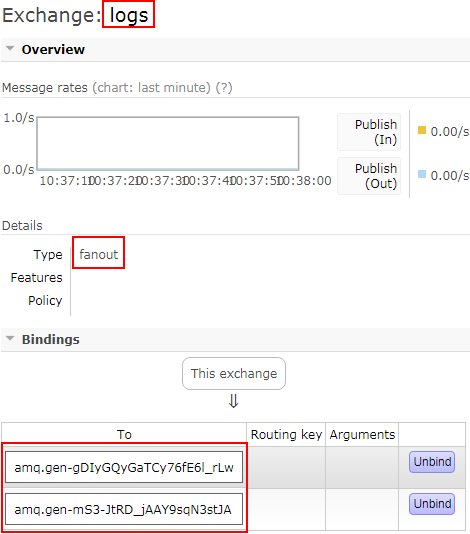 Exchange: logs
Overview
Message rates (chart: last minute) (?)
1.0/s
0.0/s
10:37:10 10:37:20 10:37:30 10:37:40 10:37:50 10:38:00
Publish
(In)
0.00/s
Publish
(Out)
0.00/s
Details
Type fanout
Features
Policy
Bindings
This exchange
⇓
To Routing key Arguments
amq.gen-gDIyGQyGaTCy76fE6l_rLw Unbind
amq.gen-mS3-JtRD_jAAY9sqN3stJA Unbind